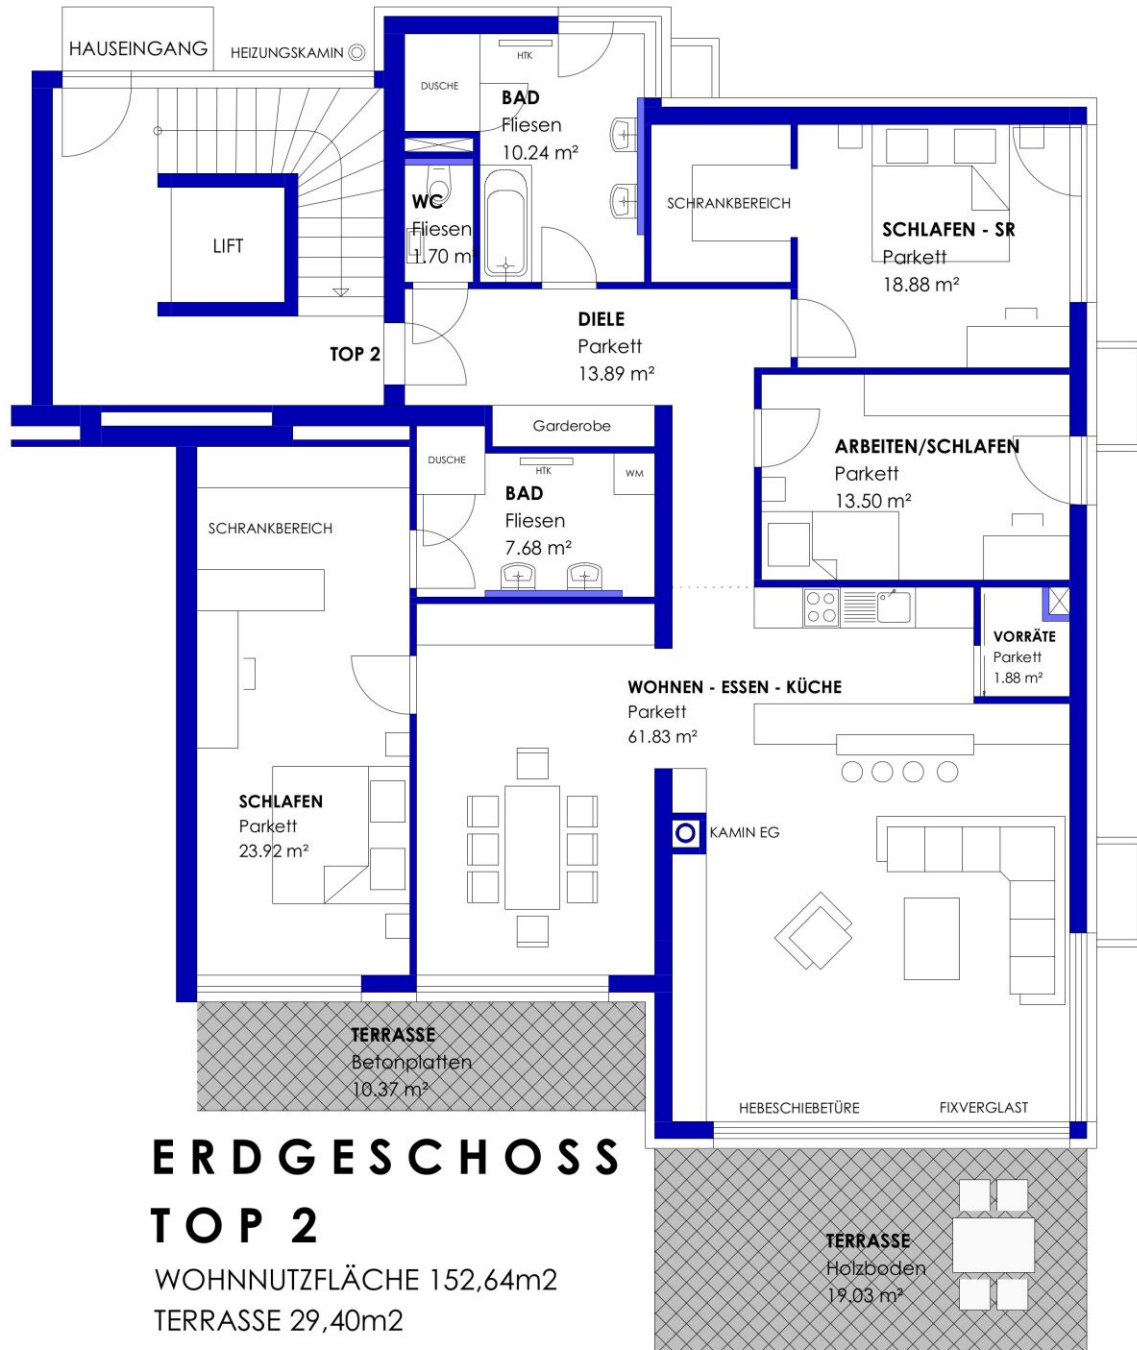 HAUSEINGANG
HEIZUNGSKAMIN
HTK
DUSCHE
BAD
Fliesen
10.24 m²
WC
Fliesen
1.70 m²
SCHRANKBEREICH
SCHLAFEN - SR
Parkett
18.88 m²
LIFT
TOP 2
DIELE
Parkett
13.89 m²
Garderobe
ARBEITEN/SCHLAFEN
Parkett
13.50 m²
DUSCHE
HTK
WM
BAD
Fliesen
7.68 m²
SCHRANKBEREICH
VORRÄTE
Parkett
1.88 m²
WOHNEN - ESSEN - KÜCHE
Parkett
61.83 m²
SCHLAFEN
Parkett
23.92 m²
KAMIN EG
TERRASSE
Betonplatten
10.37 m²
HEBESCHIEBETÜRE
FIXVERGLAST
ERDGESCHOSS
TOP 2
WOHNNUTZFLÄCHE 152,64m2
TERRASSE 29,40m2
TERRASSE
Holzboden
19.03 m²